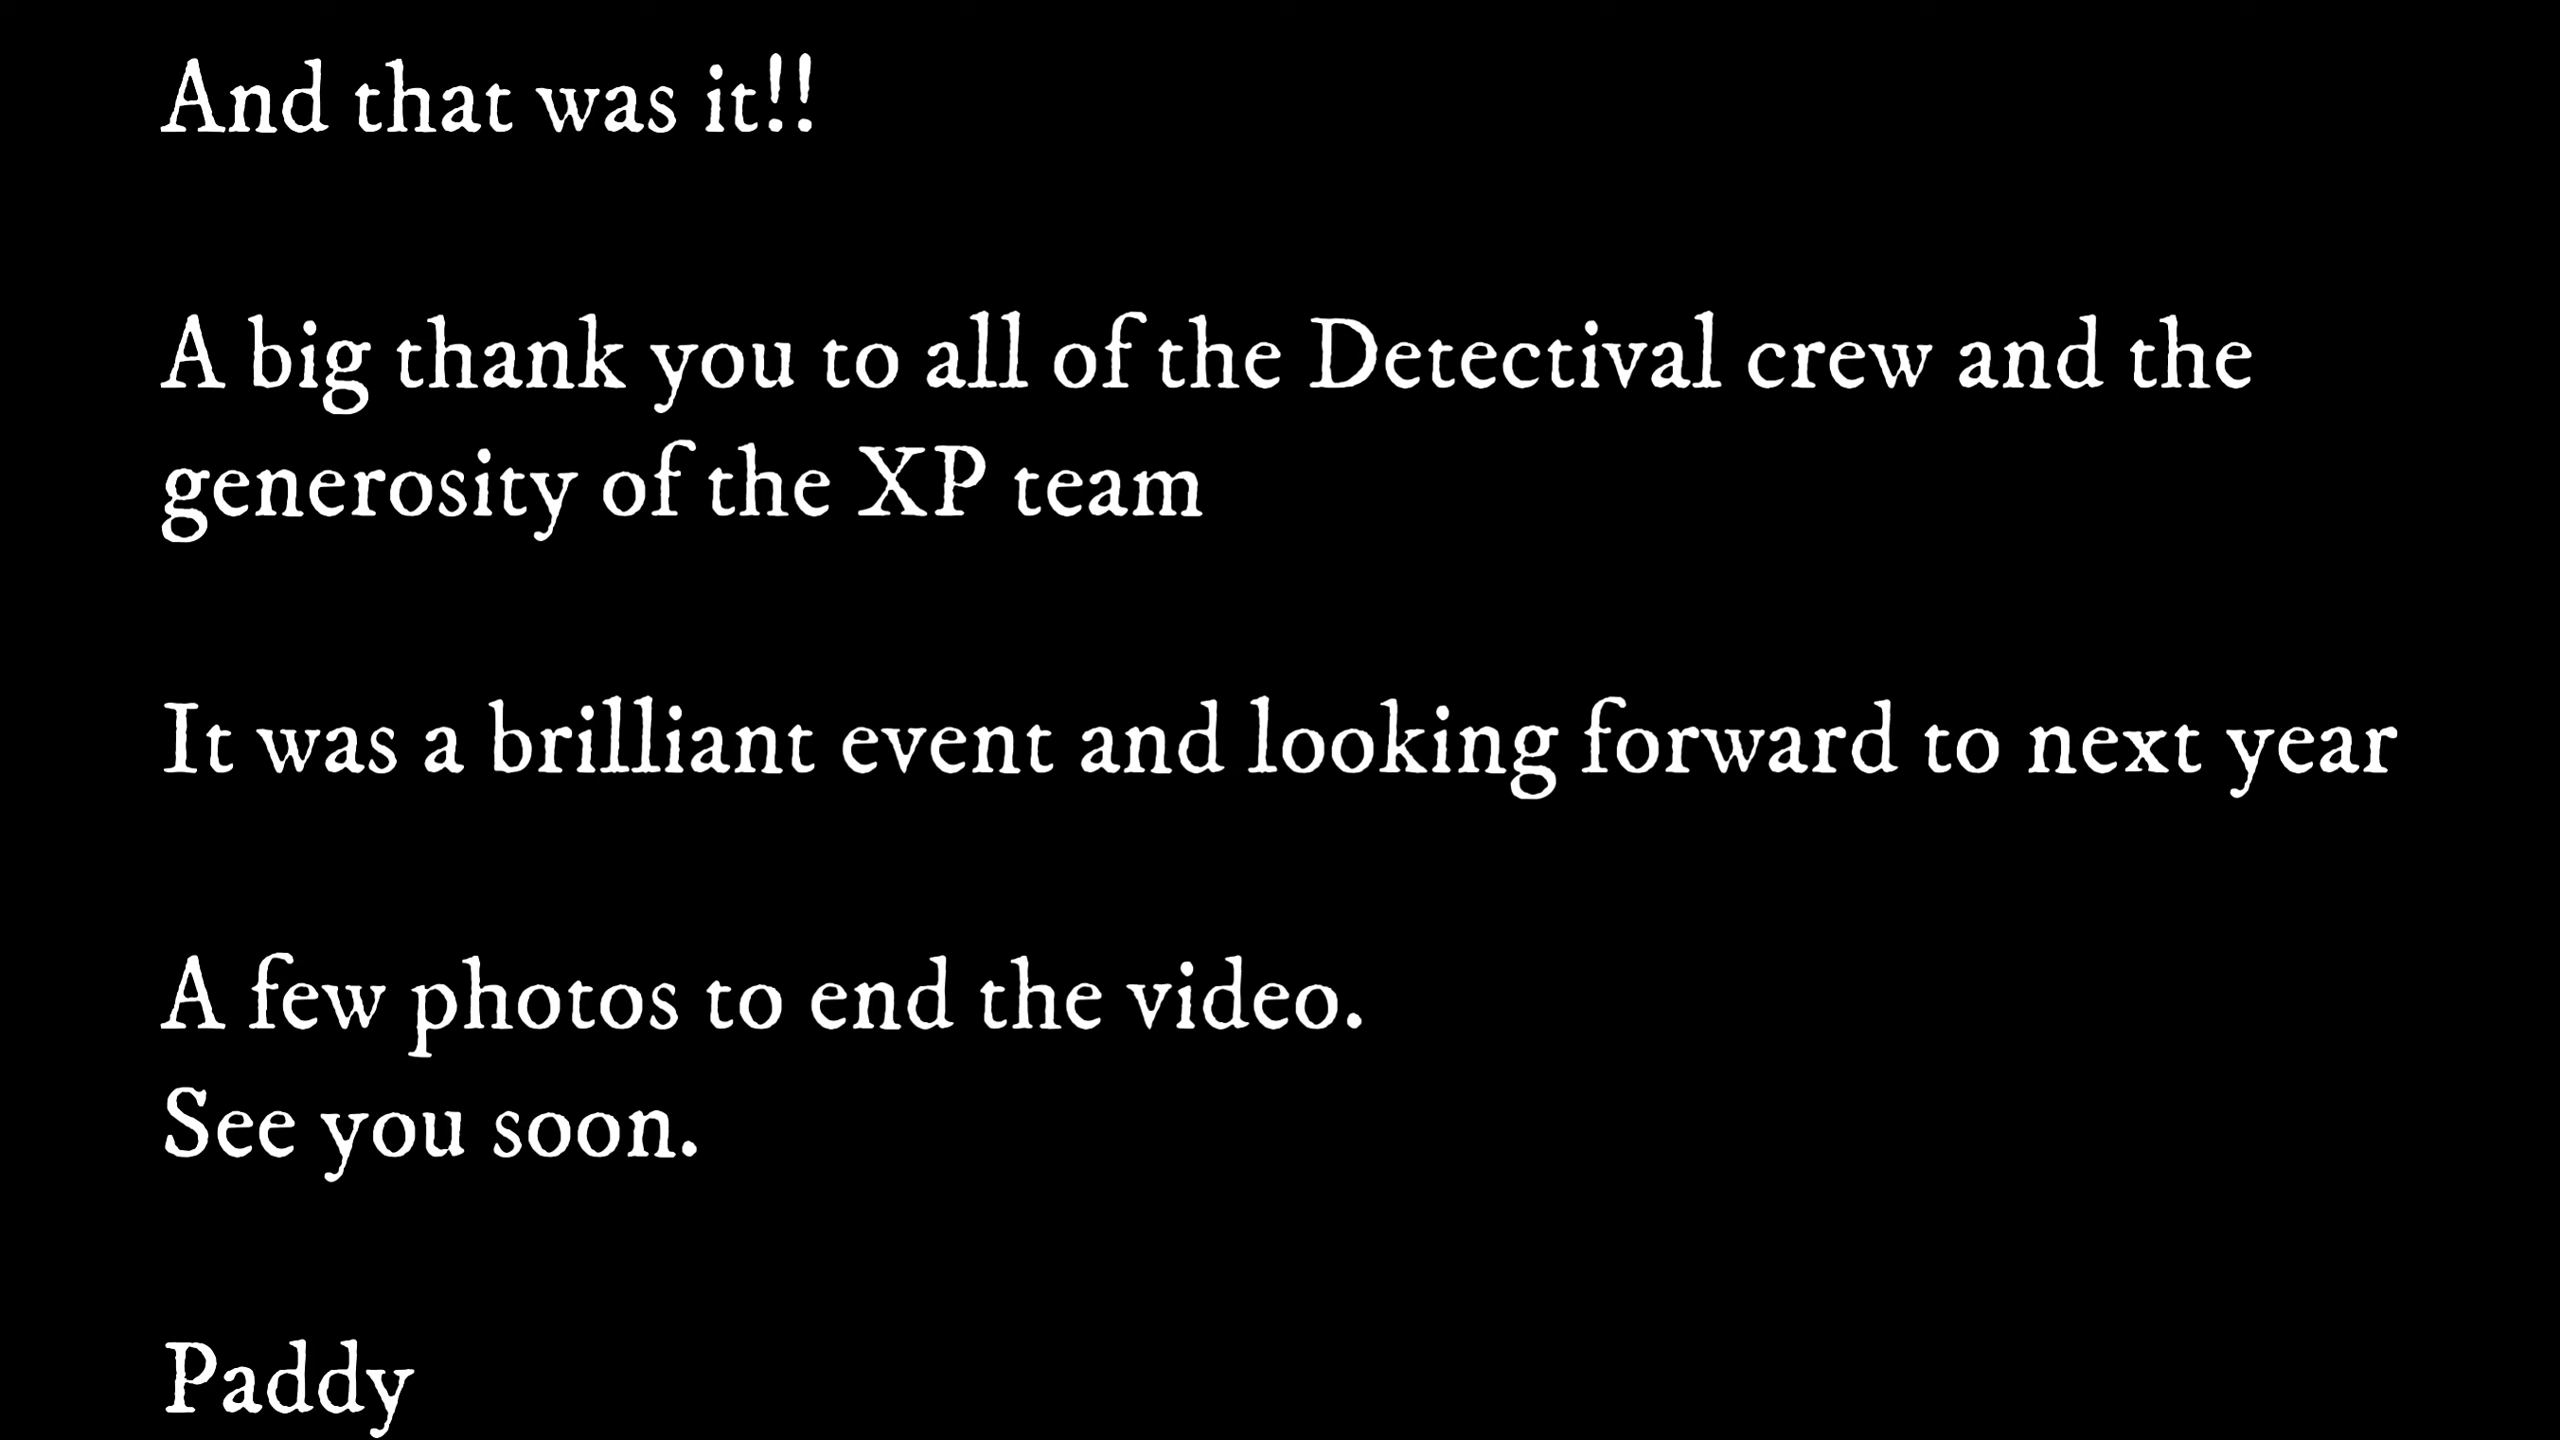 And that was it!!
A big thank you to all of the Detectival crew and the
generosity of the XP team
It was a brilliant event and looking forward to next year
A few photos to end the video.
See you soon.
Paddy